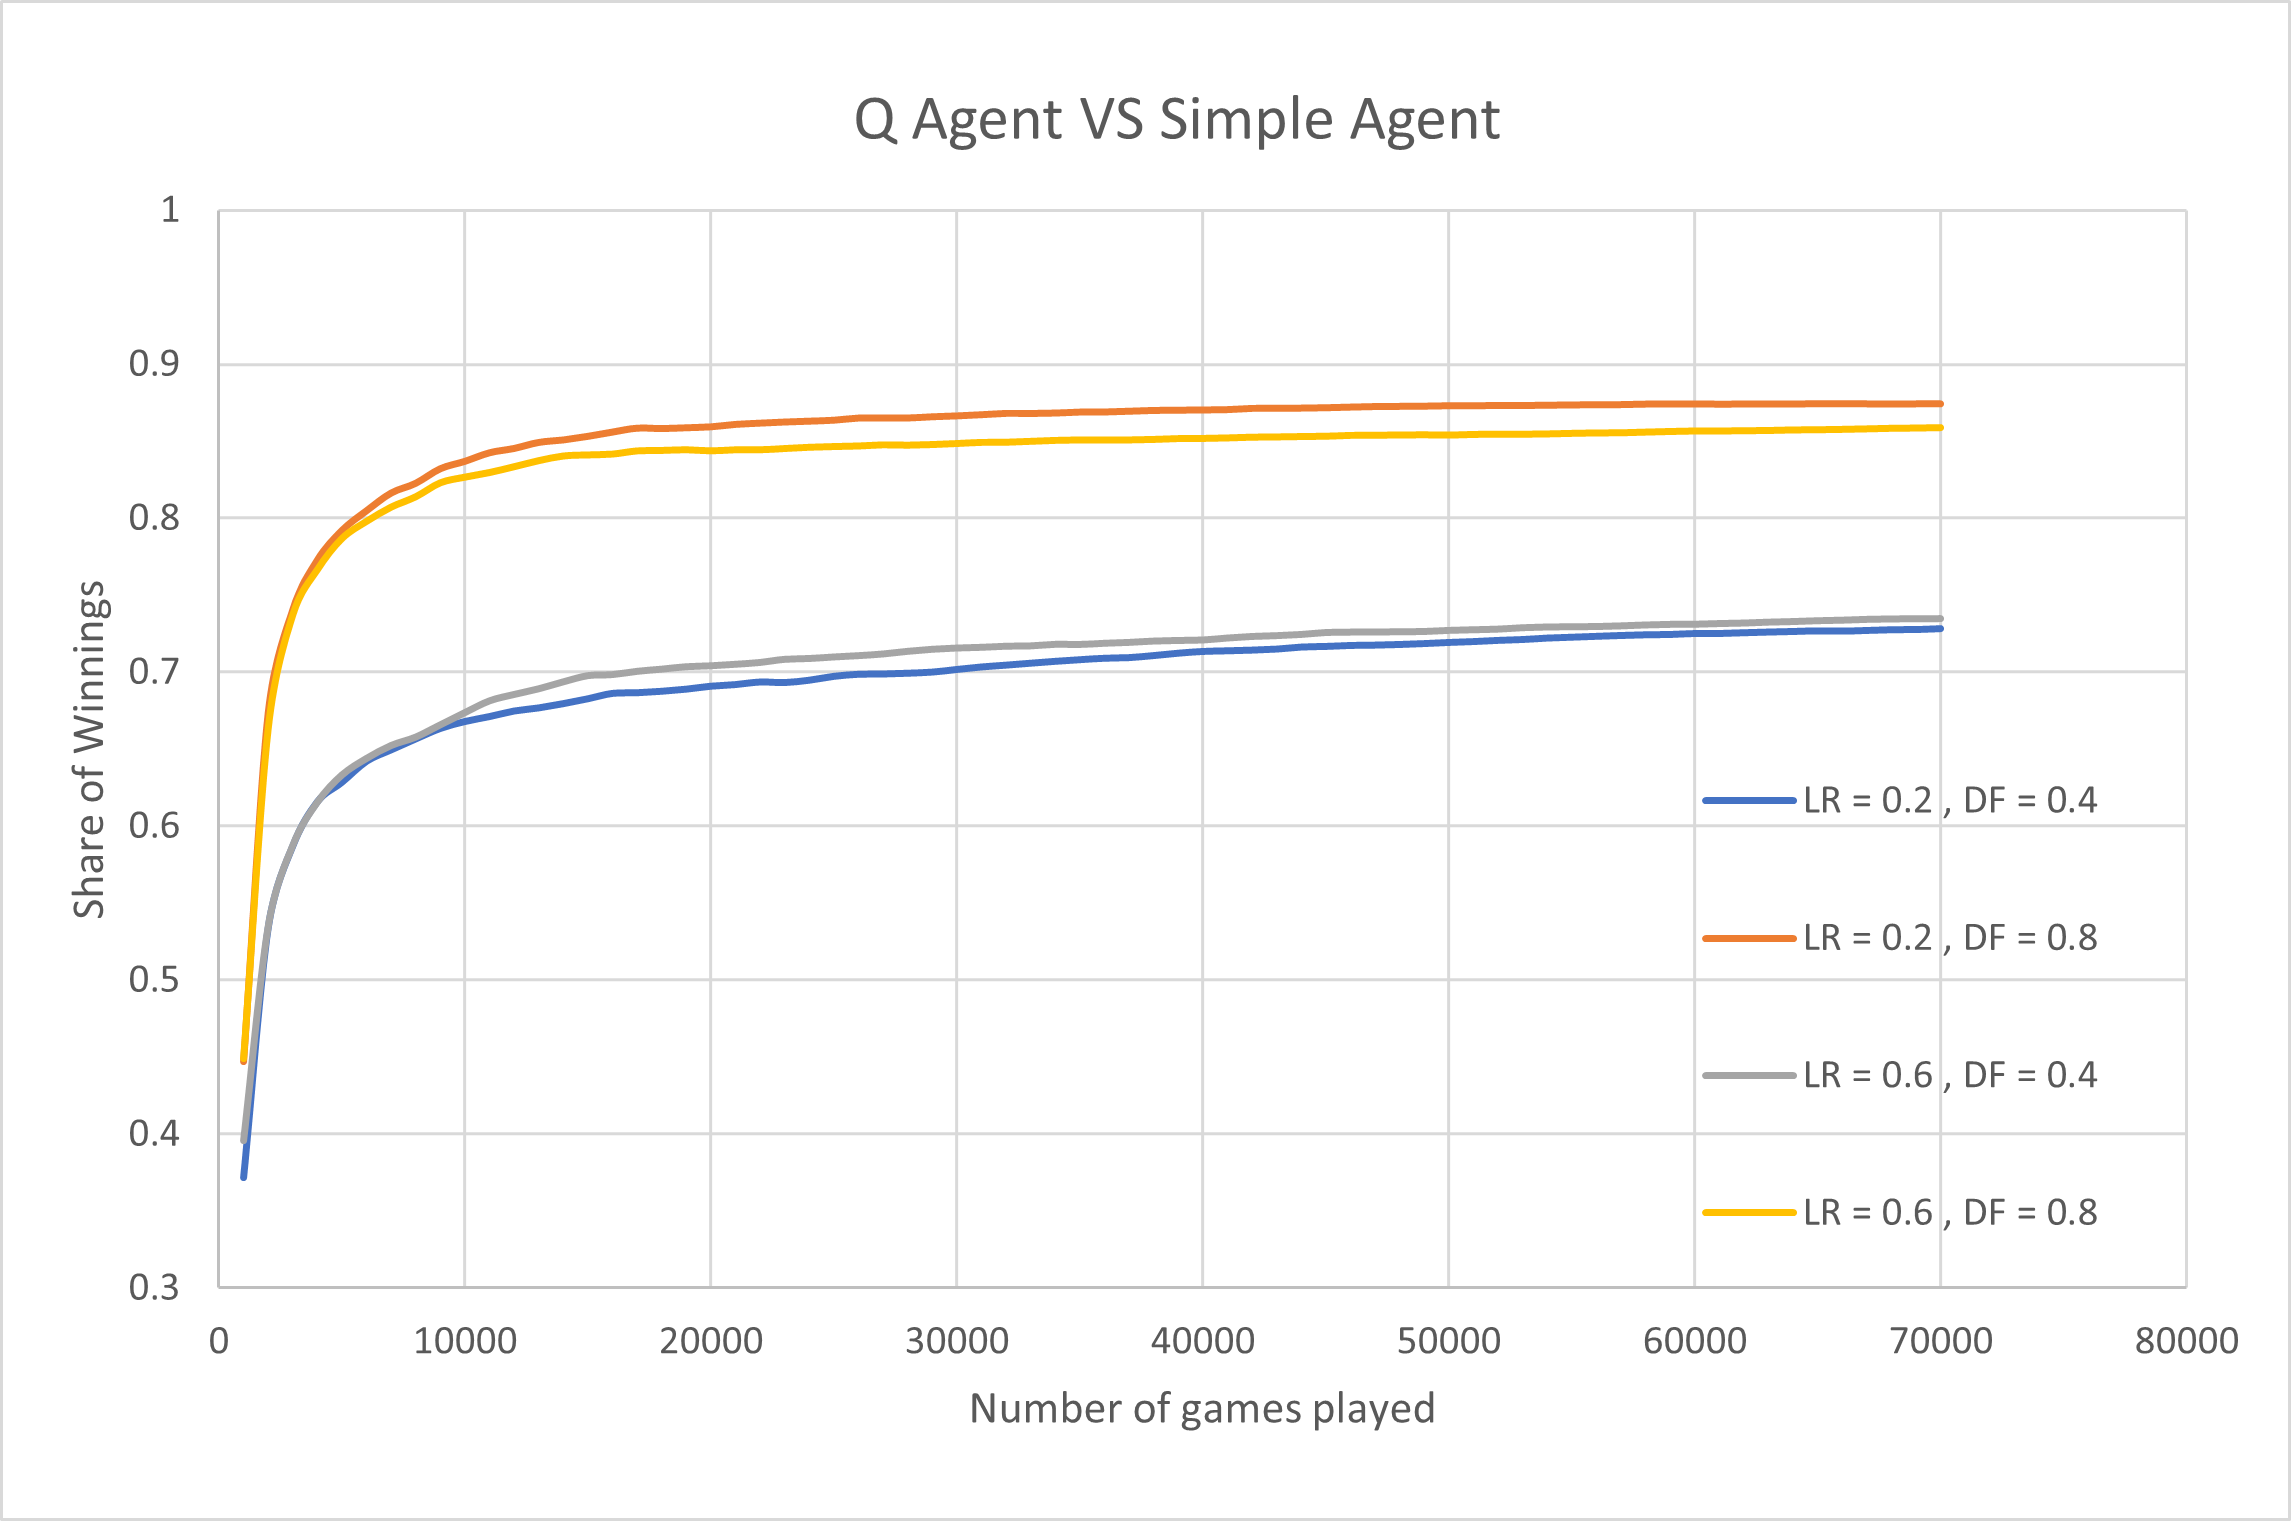 Q Agent VS Simple Agent
1
0.9
0.8
0.7
0.6
0.5
0.4
0.3
Share of Winnings
LR = 0.2 , DF = 0.4
LR = 0.2 , DF = 0.8
LR = 0.6 , DF = 0.4
LR = 0.6 , DF = 0.8
0 10000 20000 30000 40000 50000 60000 70000 80000
Number of games played